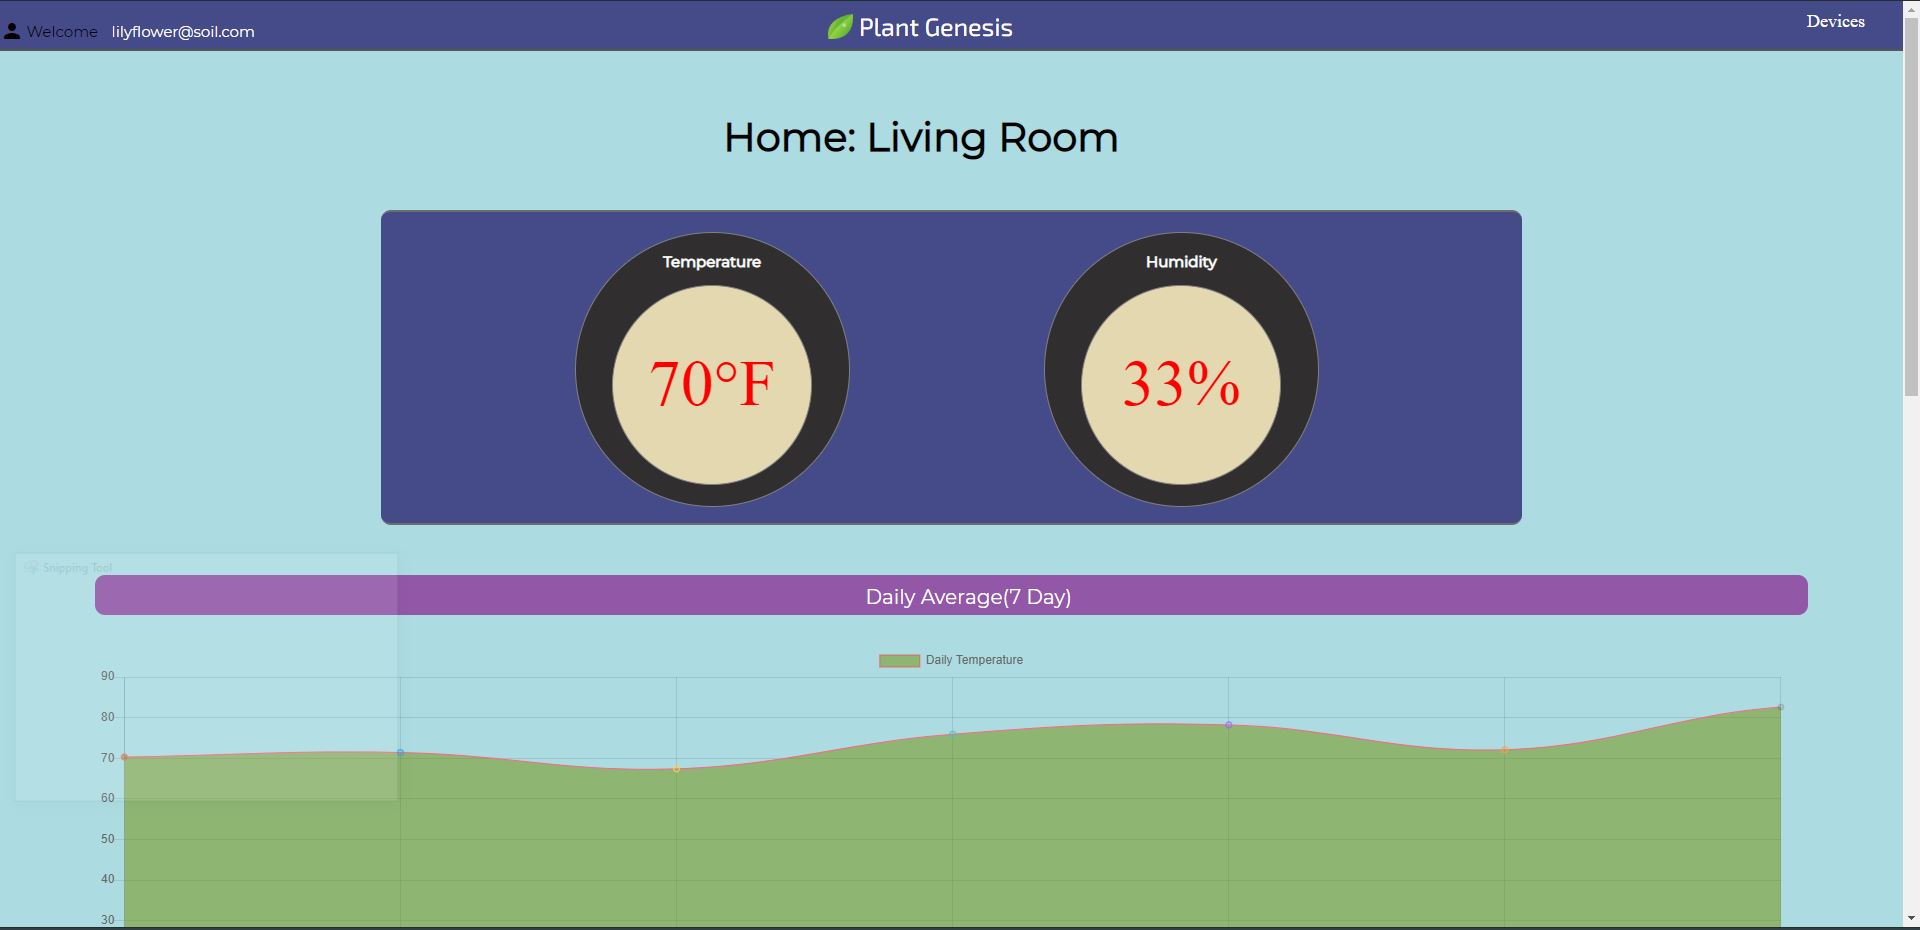 Welcome lilyflower@soil.com
Plant Genesis
Devices
Home: Living Room
Temperature
Humidity
70°F
33%
Snipping Tool
Daily Average(7 Day)
Daily Temperature
90
80
70
60
50
40
30